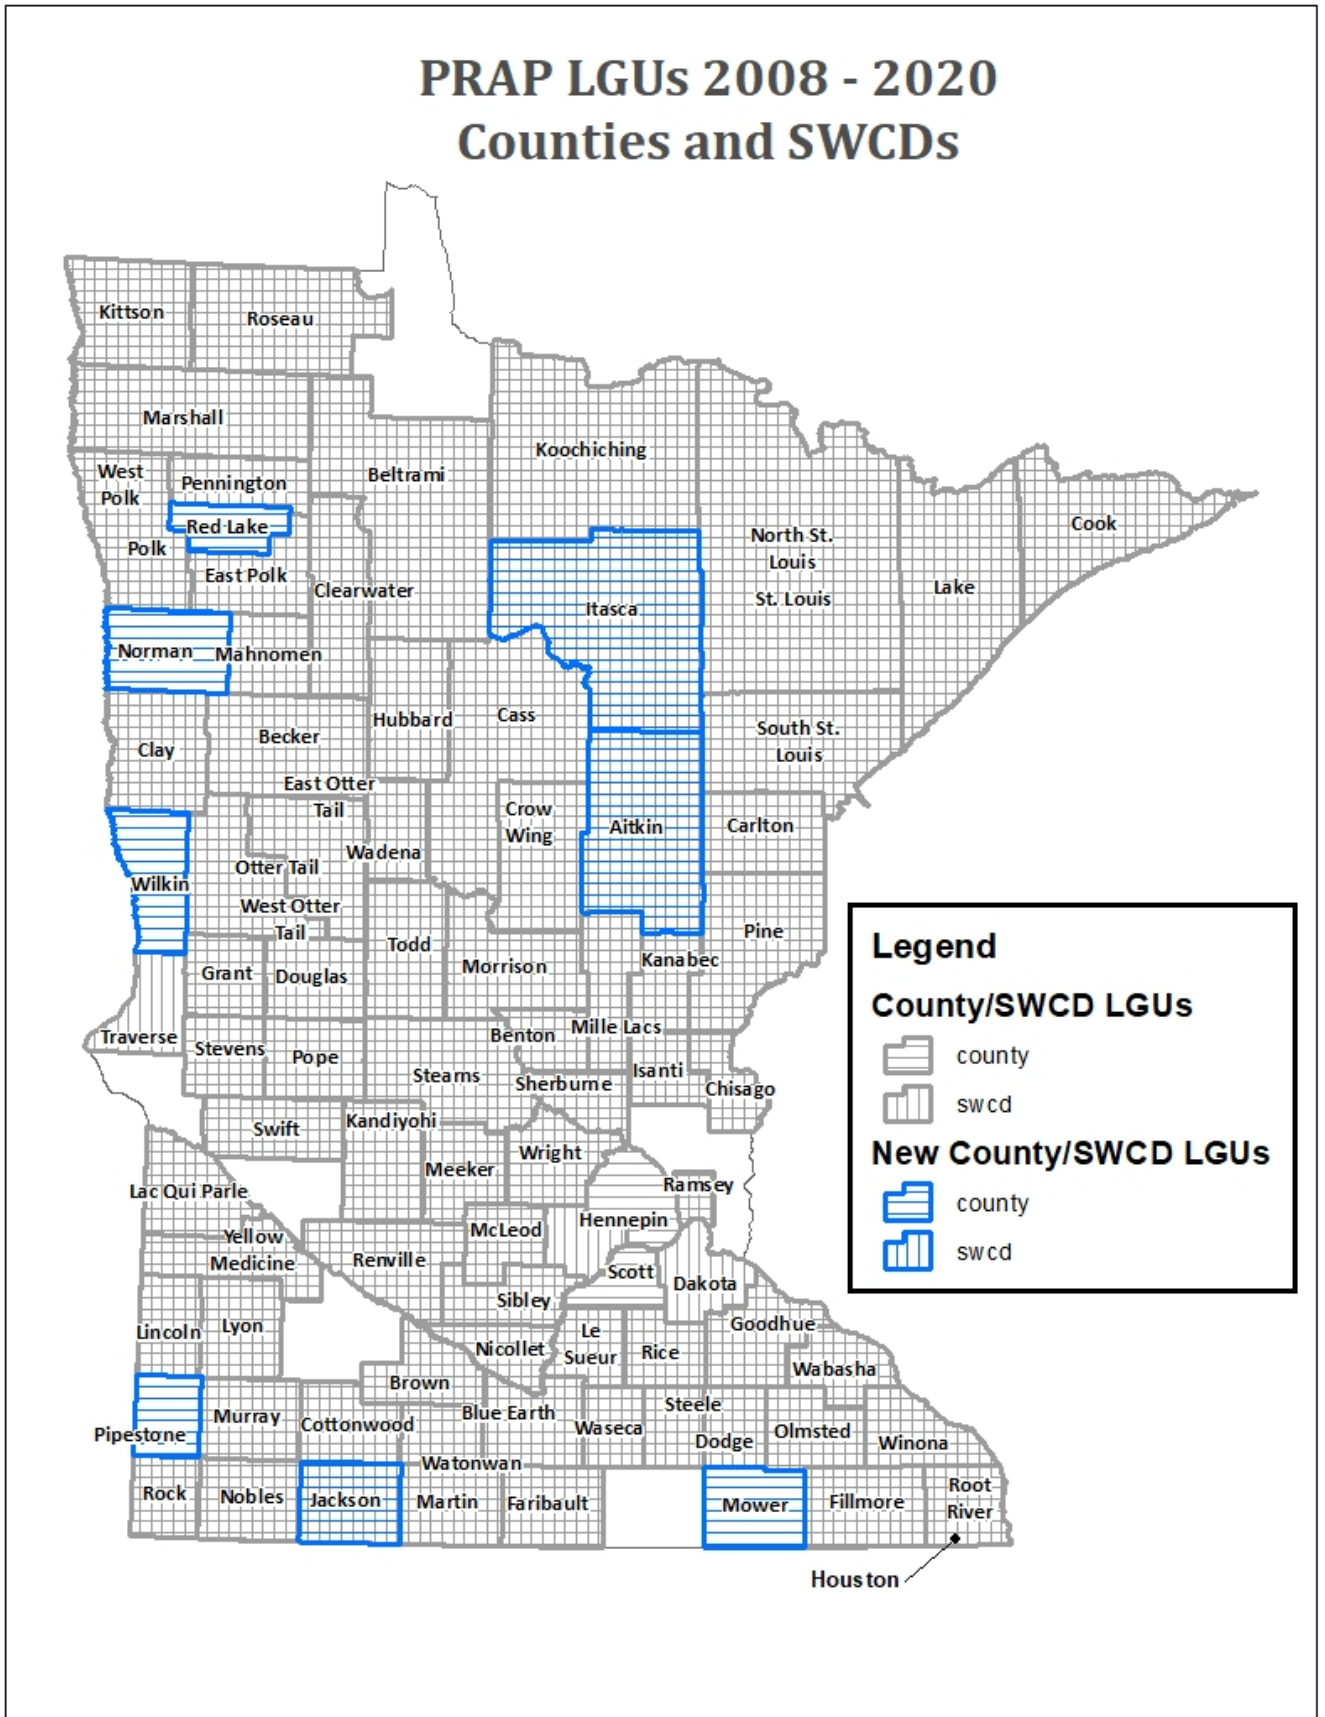 PRAP LGUs 2008 - 2020
Counties and SWCDs
Kittson
Roseau
Marshall
Koochiching
West
Polk
Pennington
Beltrami
Red Lake
Cook
Polk
North St.
Louis
East Polk
Clearwater
Itasca
St. Louis
Lake
Norman
Mahnomen
Hubbard
Cass
Clay
Becker
South St.
Louis
East Otter
Tail
Crow
Wing
Aitkin
Carlton
Wadena
Otter Tail
Wilkin
West Otter
Tail
Todd
Pine
Grant
Douglas
Morrison
Kanabec
Traverse
Stevens
Pope
Benton
Mille Lacs
Stearns
Sherburne
Isanti
Chisago
Swift
Kandiyohi
Meeker
Wright
Lac Qui Parle
Ramsey
Yellow
Medicine
Renville
McLeod
Hennepin
Scott
Dakota
Sibley
Lincoln
Lyon
Nicollet
Le
Sueur
Rice
Goodhue
Wabasha
Brown
Pipestone
Murray
Cottonwood
Blue Earth
Waseca
Steele
Dodge
Olmsted
Winona
Watonwan
Rock
Nobles
Jackson
Martin
Faribault
Mower
Fillmore
Root
River
Houston
Legend
County/SWCD LGUs
county
swcd
New County/SWCD LGUs
county
swcd